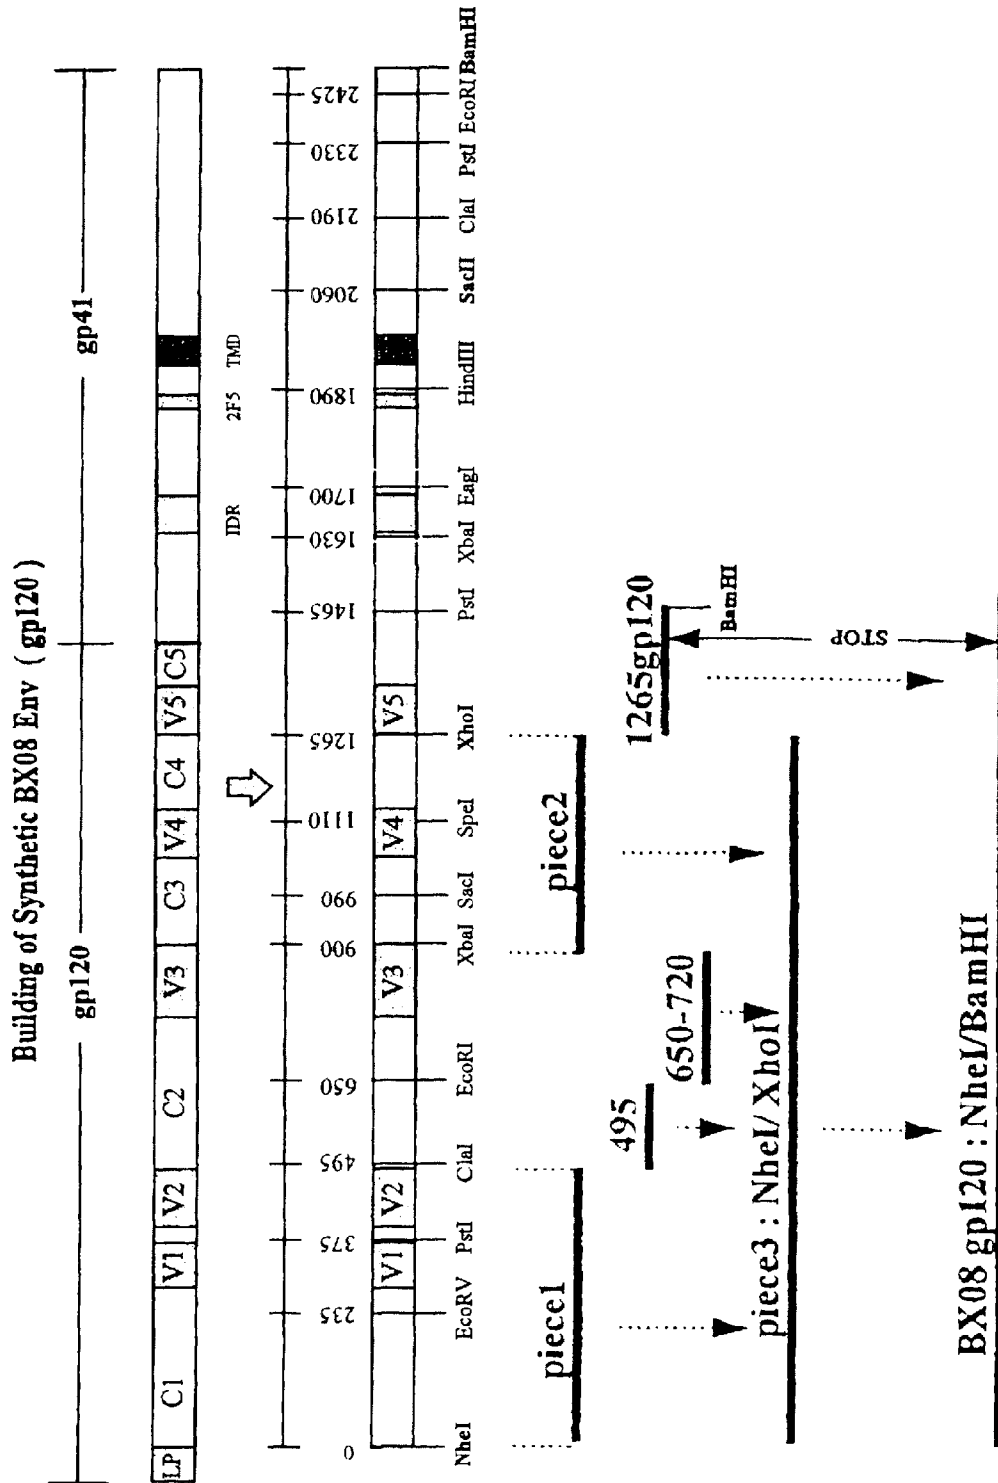 Building of Synthetic BX08 Env ( gp120 )
gp120 gp41
LP C1 V1 V2 C2 V3 C3 V4 C4 V5 C5
IDR 2F5 TMD
0 235 375 495 650 900 990 1110 1265 1465 1630 1700 1890 2060 2190 2330 2425
V1 V2 V3 V4 V5
NheI EcoRV PstI ClaI EcoRI XbaI SacI SpeI XhoI PstI XbaI EagI HindIII SacII ClaI PstI EcoRI BamHI
piece1 piece2
495
1265gp120
650-720
BamHI
piece3 : NheI/XhoI
STOP
BX08 gp120 : NheI/BamHI